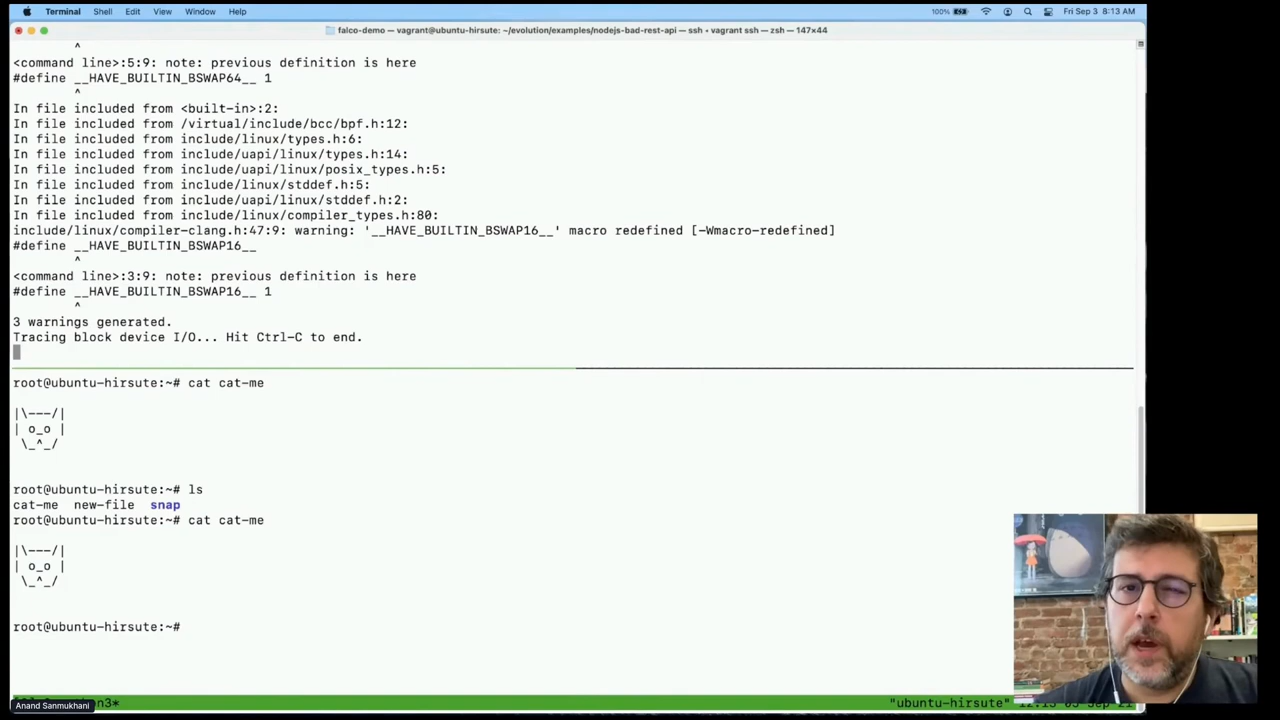 Terminal Shell Edit View Window Help 100% Fri Sep 3 8:13 AM
falco-demo — vagrant@ubuntu-hirsute: ~/evolution/examples/nodejs-bad-rest-api — ssh • vagrant ssh — zsh — 147×44
^
<command line>:5:9: note: previous definition is here
#define __HAVE_BUILTIN_BSWAP64__ 1
^
In file included from <built-in>:2:
In file included from /virtual/include/bcc/bpf.h:12:
In file included from include/linux/types.h:6:
In file included from include/uapi/linux/types.h:14:
In file included from include/uapi/linux/posix_types.h:5:
In file included from include/linux/stddef.h:5:
In file included from include/uapi/linux/stddef.h:2:
In file included from include/linux/compiler_types.h:80:
include/linux/compiler-clang.h:47:9: warning: '__HAVE_BUILTIN_BSWAP16__' macro redefined [-Wmacro-redefined]
#define __HAVE_BUILTIN_BSWAP16__
^
<command line>:3:9: note: previous definition is here
#define __HAVE_BUILTIN_BSWAP16__ 1
^
3 warnings generated.
Tracing block device I/O... Hit Ctrl-C to end.
root@ubuntu-hirsute:~# cat cat-me
|\---/|
| o_o |
\_^_/
root@ubuntu-hirsute:~# ls
cat-me new-file snap
root@ubuntu-hirsute:~# cat cat-me
|\---/|
| o_o |
\_^_/
root@ubuntu-hirsute:~#
"ubuntu-hirsute"
Anand Sanmukhani